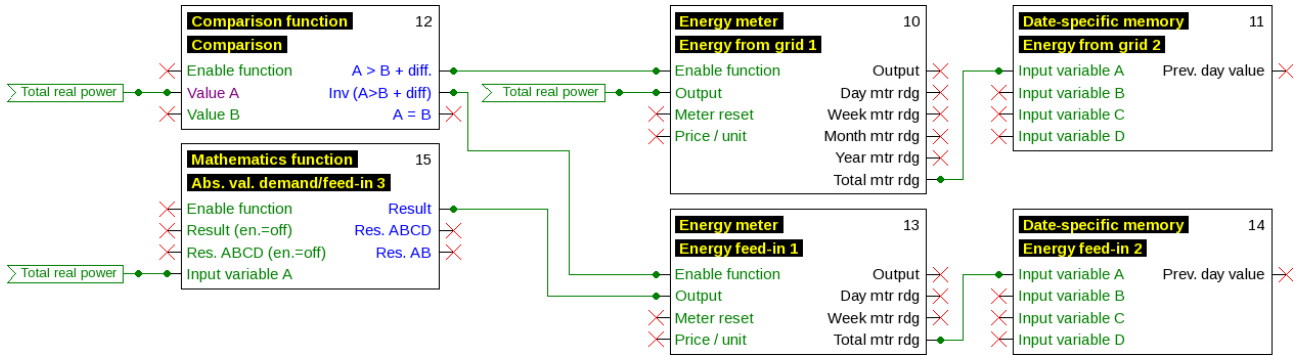 Comparison function 12
Comparison
Enable function A > B + diff.
Total real power Value A Inv (A>B + diff)
Value B A = B
Mathematics function 15
Abs. val. demand/feed-in 3
Enable function Result
Result (en.=off) Res. ABCD
Res. ABCD (en.=off) Res. AB
Total real power Input variable A
Energy meter 10
Energy from grid 1
Enable function Output
Total real power Output Day mtr rdg
Meter reset Week mtr rdg
Price / unit Month mtr rdg
Year mtr rdg
Total mtr rdg
Energy meter 13
Energy feed-in 1
Enable function Output
Output Day mtr rdg
Meter reset Week mtr rdg
Price / unit Total mtr rdg
Date-specific memory 11
Energy from grid 2
Input variable A Prev. day value
Input variable B
Input variable C
Input variable D
Date-specific memory 14
Energy feed-in 2
Input variable A Prev. day value
Input variable B
Input variable C
Input variable D